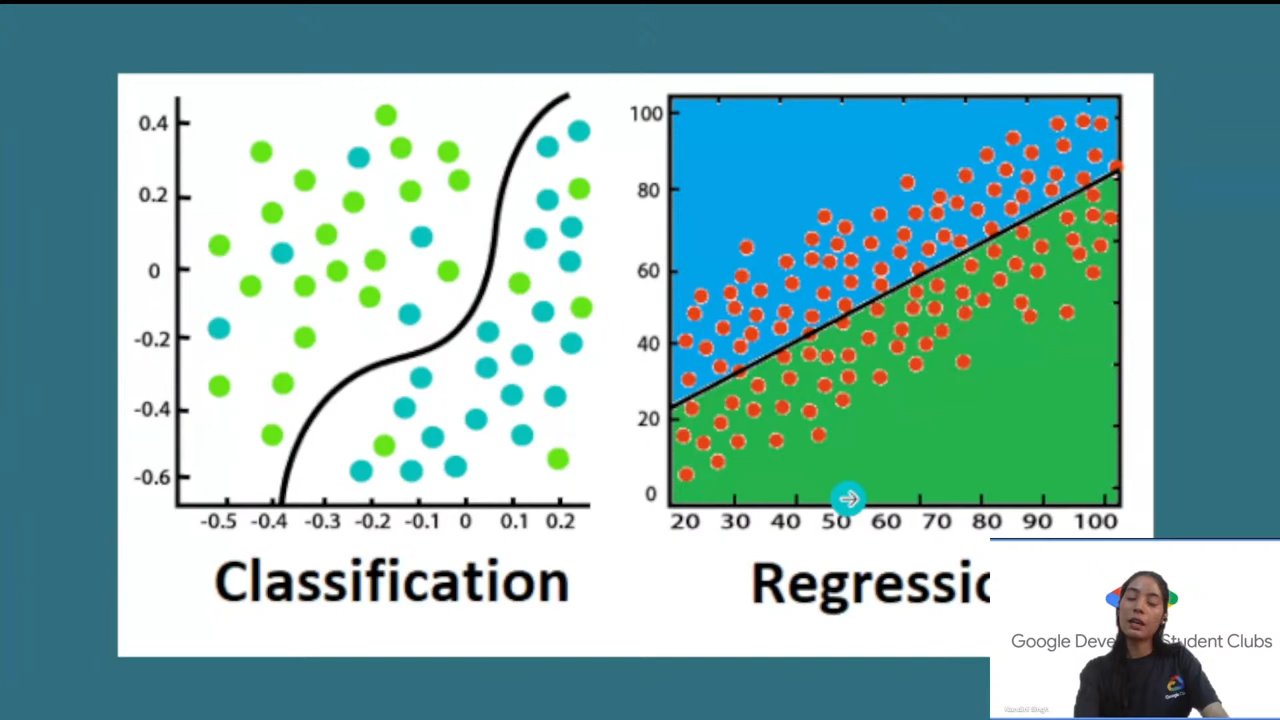 0.4
0.2
0
-0.2
-0.4
-0.6
-0.5 -0.4 -0.3 -0.2 -0.1 0 0.1 0.2
Classification
100
80
60
40
20
0
20 30 40 50 60 70 80 90 100
Regressio
Google Deve Student Clubs
Google